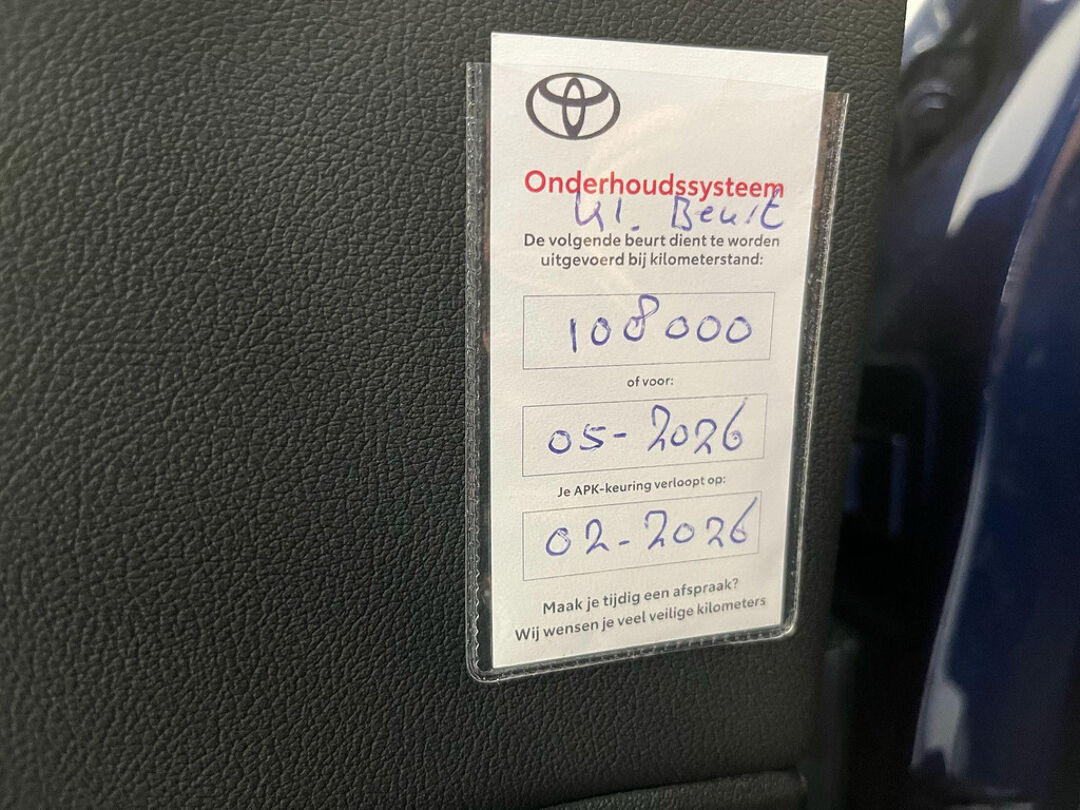 Onderhoudssysteem
Kl. Beurt
De volgende beurt dient te worden
uitgevoerd bij kilometerstand:
108000
of voor:
05-2026
Je APK-keuring verloopt op:
02-2026
Maak je tijdig een afspraak?
Wij wensen je veel veilige kilometers